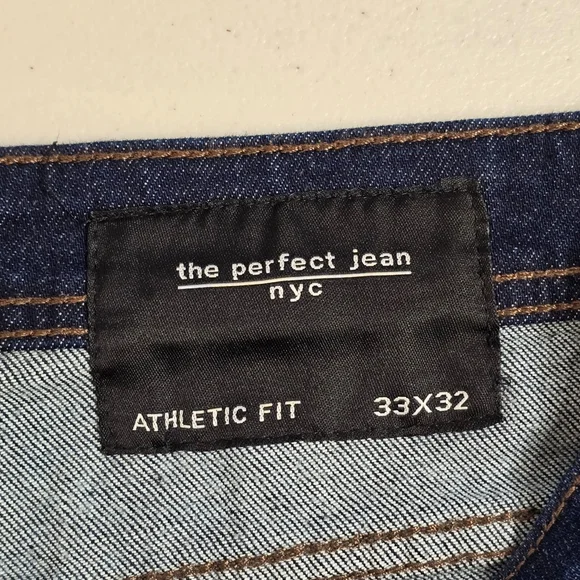 the perfect jean
nyc
ATHLETIC FIT 33X32